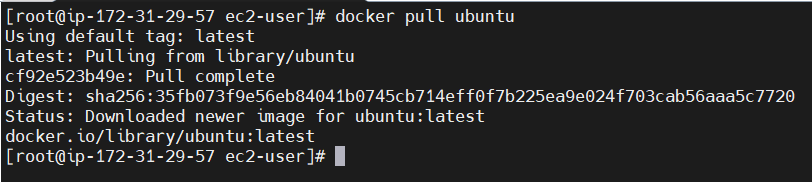 [root@ip-172-31-29-57 ec2-user]# docker pull ubuntu
Using default tag: latest
latest: Pulling from library/ubuntu
cf92e523b49e: Pull complete
Digest: sha256:35fb073f9e56eb84041b0745cb714eff0f7b225ea9e024f703cab56aaa5c7720
Status: Downloaded newer image for ubuntu:latest
docker.io/library/ubuntu:latest
[root@ip-172-31-29-57 ec2-user]#